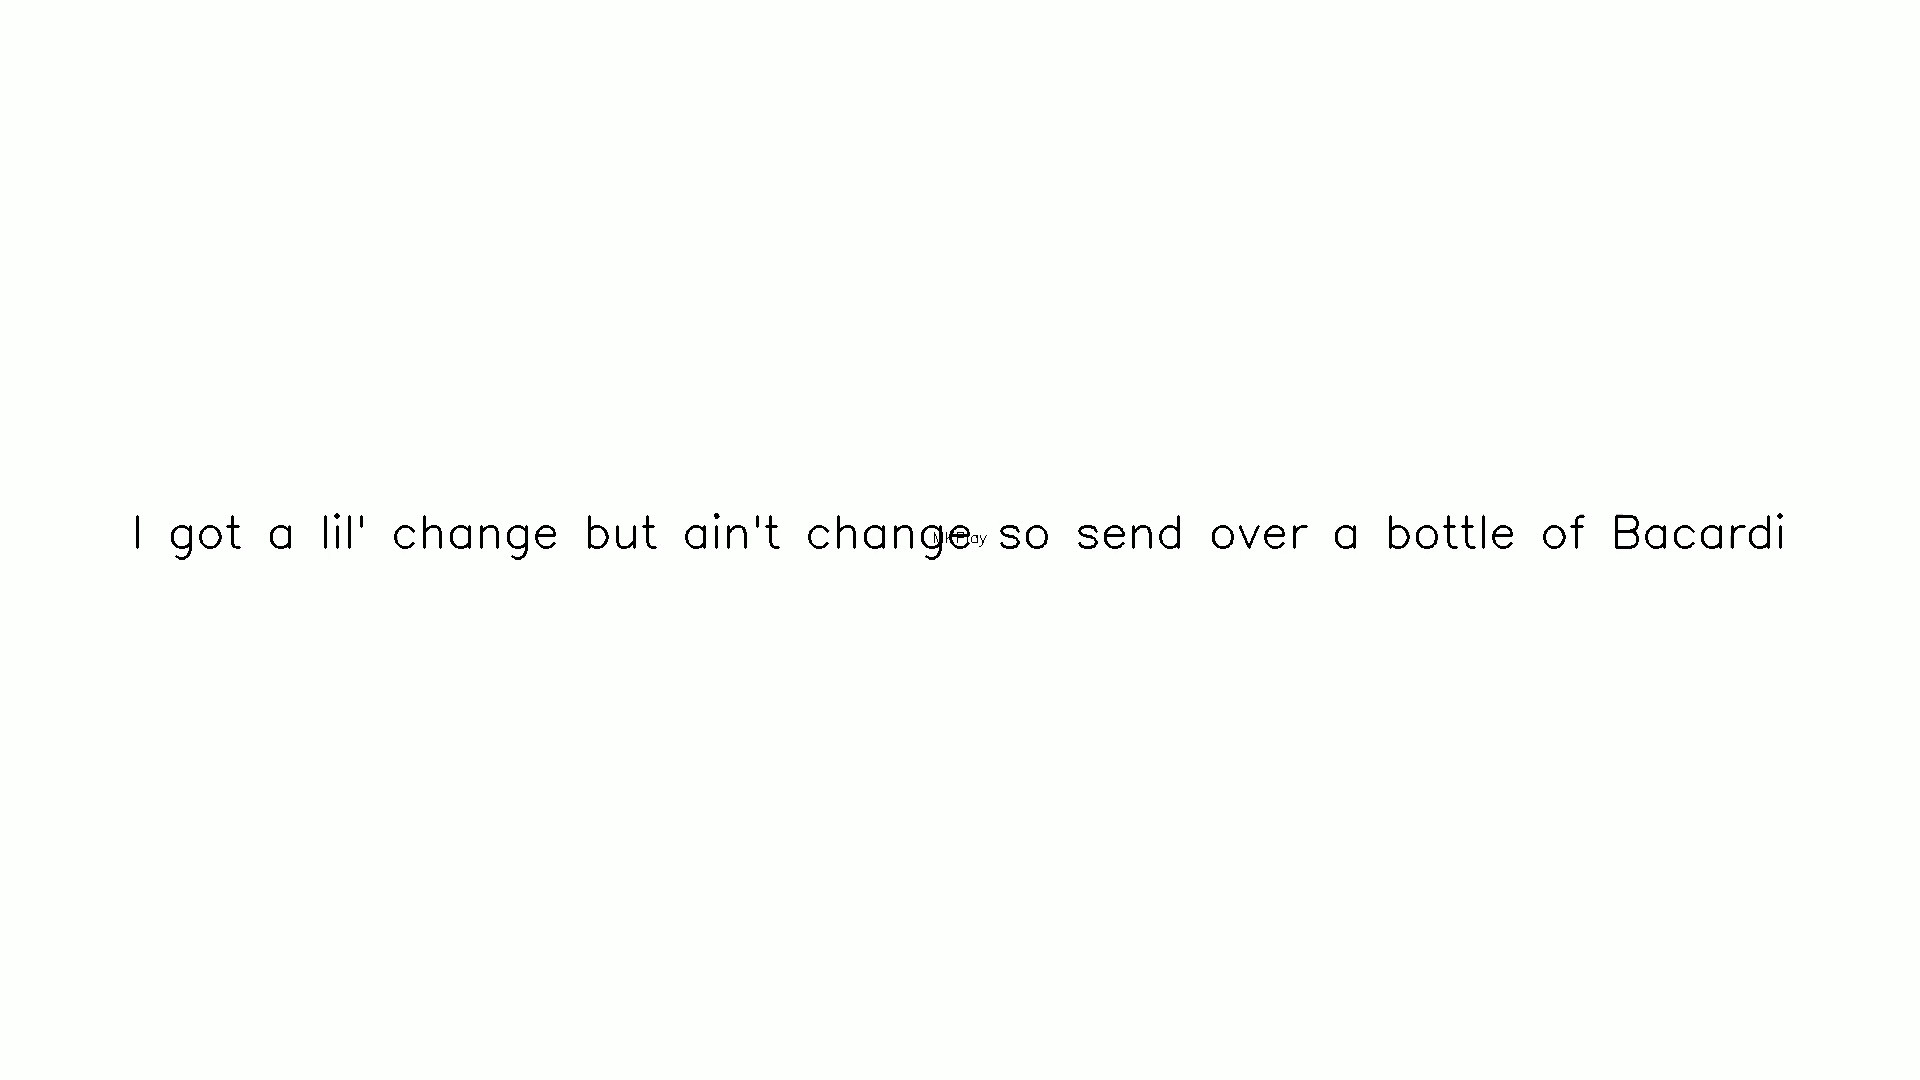 I got a lil' change but ain't change so send over a bottle of Bacardi